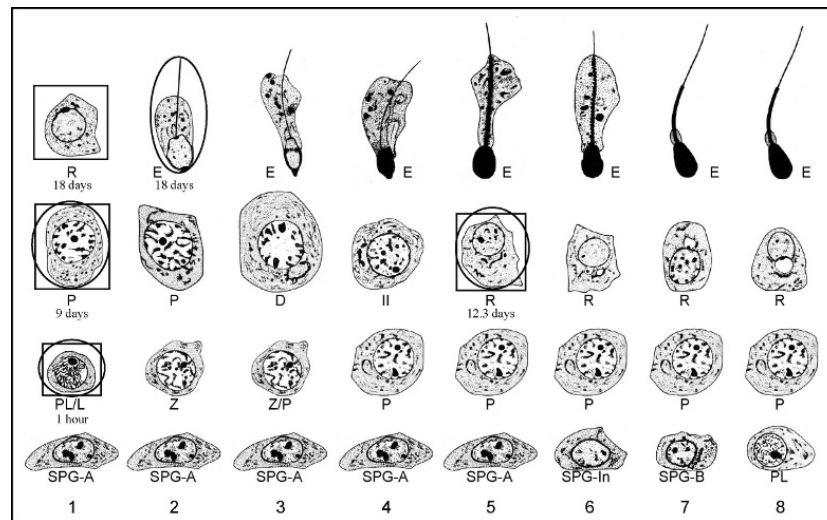 R E E E E E E E
18 days 18 days
P P D II R R R R
9 days 12.3 days
PL/L Z Z/P P P P P P
1 hour
SPG-A SPG-A SPG-A SPG-A SPG-A SPG-In SPG-B PL
1 2 3 4 5 6 7 8